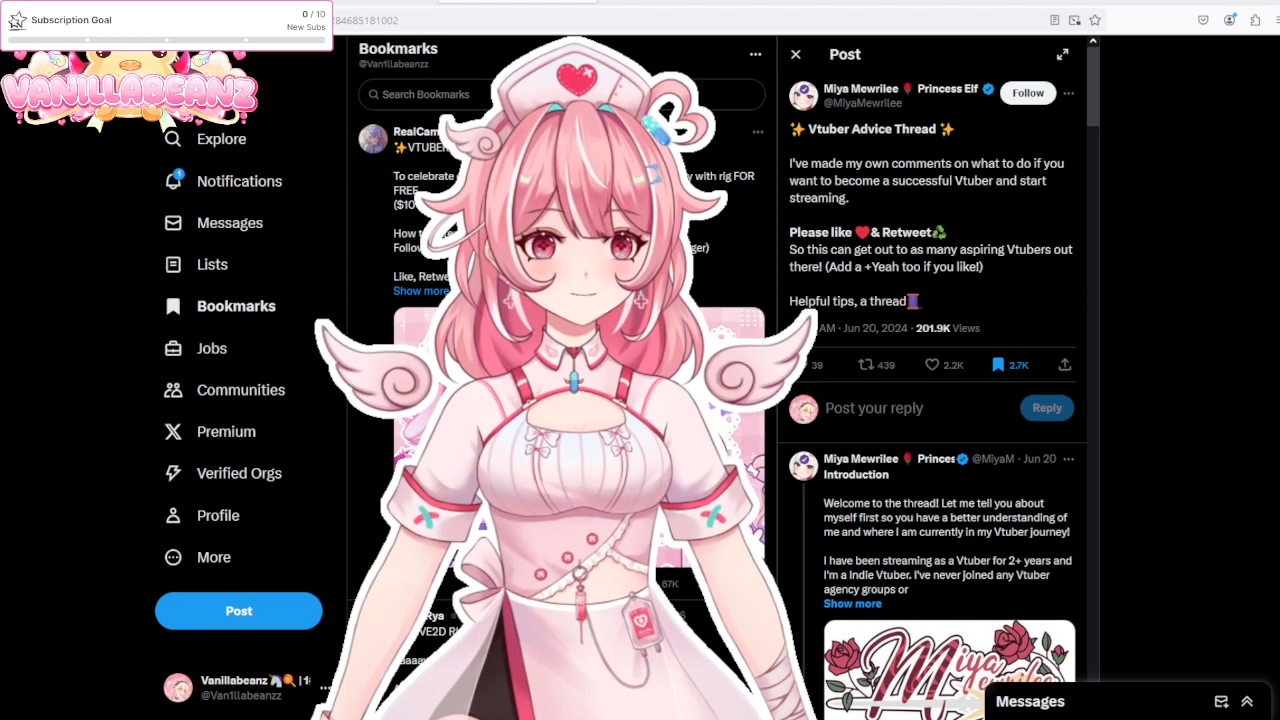 Subscription Goal
0 / 10
New Subs
VANILLABEANZ
84685181002
Explore
Notifications
1
Messages
Lists
Bookmarks
Jobs
Communities
Premium
Verified Orgs
Profile
More
Post
Vanillabeanz
@Van1llabeanzz
Bookmarks
@Van1llabeanzz
Search Bookmarks
RealCam
✨VTUBER
To celebrate
y with rig FOR
FREE
($10
How t
Follow
ger)
Like, Retwe
Show more
67K
Rya
Post
Miya Mewrilee 🌹 Princess Elf
@MiyaMewrilee
Follow
✨ Vtuber Advice Thread ✨
I've made my own comments on what to do if you
want to become a successful Vtuber and start
streaming.
Please like ❤️& Retweet♻️
So this can get out to as many aspiring Vtubers out
there! (Add a +Yeah too if you like!)
Helpful tips, a thread🧵
AM · Jun 20, 2024 · 201.9K Views
39
439
2.2K
2.7K
Post your reply
Reply
Miya Mewrilee 🌹 Princes @MiyaM · Jun 20
Introduction
Welcome to the thread! Let me tell you about
myself first so you have a better understanding of
me and where I am currently in my Vtuber journey!
I have been streaming as a Vtuber for 2+ years and
I'm a Indie Vtuber. I've never joined any Vtuber
agency groups or
Show more
Miya
Mewrilee
Messages